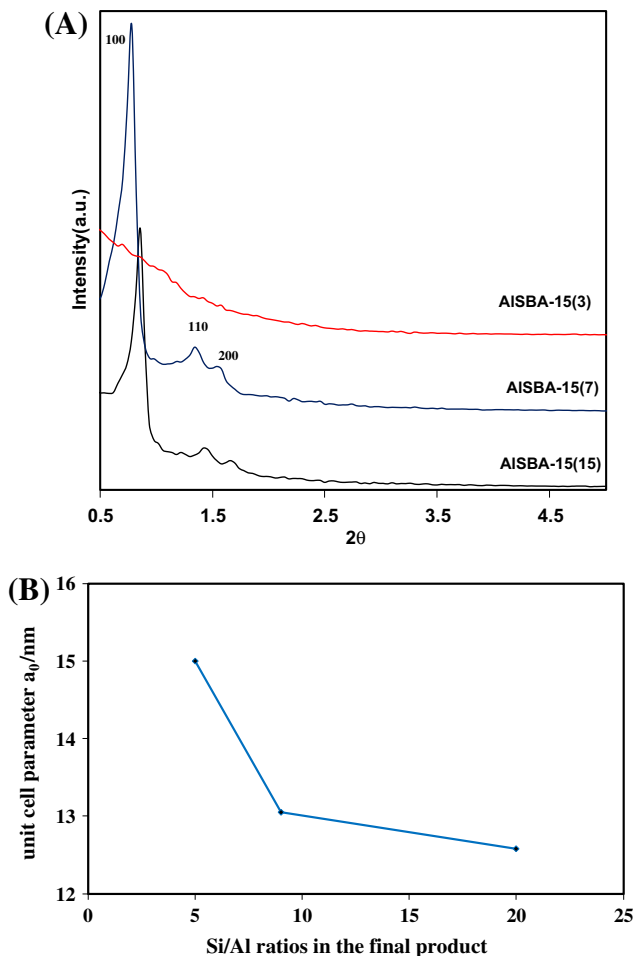 (A)
100
Intensity(a.u.)
AlSBA-15(3)
110
200
AlSBA-15(7)
AlSBA-15(15)
0.5 1.5 2.5 3.5 4.5
2θ
(B)
16
15
14
13
12
unit cell parameter a₀/nm
0 5 10 15 20 25
Si/Al ratios in the final product